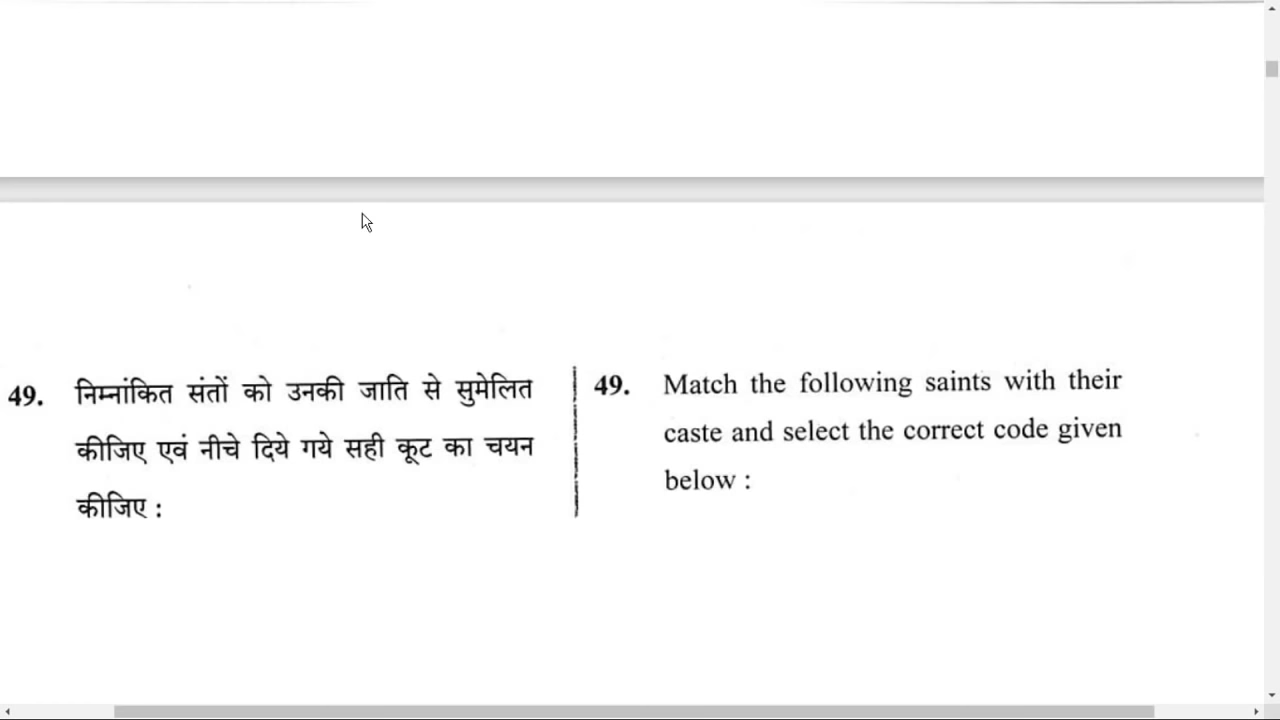 49. निम्नांकित संतों को उनकी जाति से सुमेलित
कीजिए एवं नीचे दिये गये सही कूट का चयन
कीजिए :
49. Match the following saints with their
caste and select the correct code given
below :